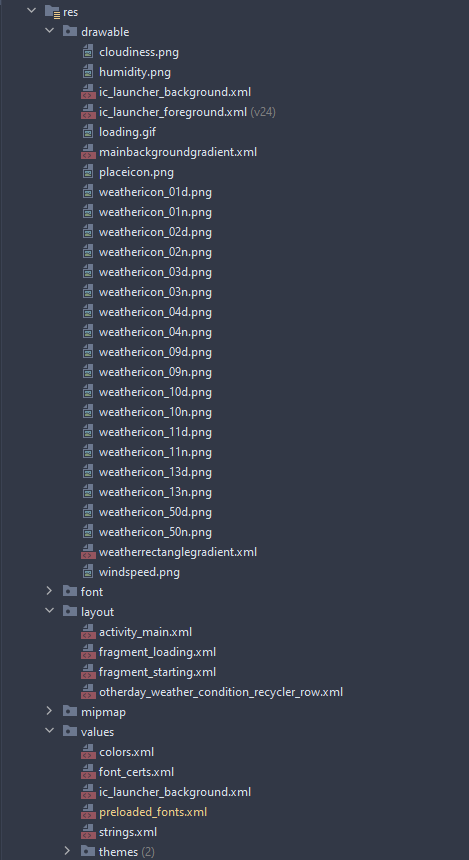 res
drawable
cloudiness.png
humidity.png
ic_launcher_background.xml
ic_launcher_foreground.xml (v24)
loading.gif
mainbackgroundgradient.xml
placeicon.png
weathericon_01d.png
weathericon_01n.png
weathericon_02d.png
weathericon_02n.png
weathericon_03d.png
weathericon_03n.png
weathericon_04d.png
weathericon_04n.png
weathericon_09d.png
weathericon_09n.png
weathericon_10d.png
weathericon_10n.png
weathericon_11d.png
weathericon_11n.png
weathericon_13d.png
weathericon_13n.png
weathericon_50d.png
weathericon_50n.png
weatherrectanglegradient.xml
windspeed.png
font
layout
activity_main.xml
fragment_loading.xml
fragment_starting.xml
otherday_weather_condition_recycler_row.xml
mipmap
values
colors.xml
font_certs.xml
ic_launcher_background.xml
preloaded_fonts.xml
strings.xml
themes (2)